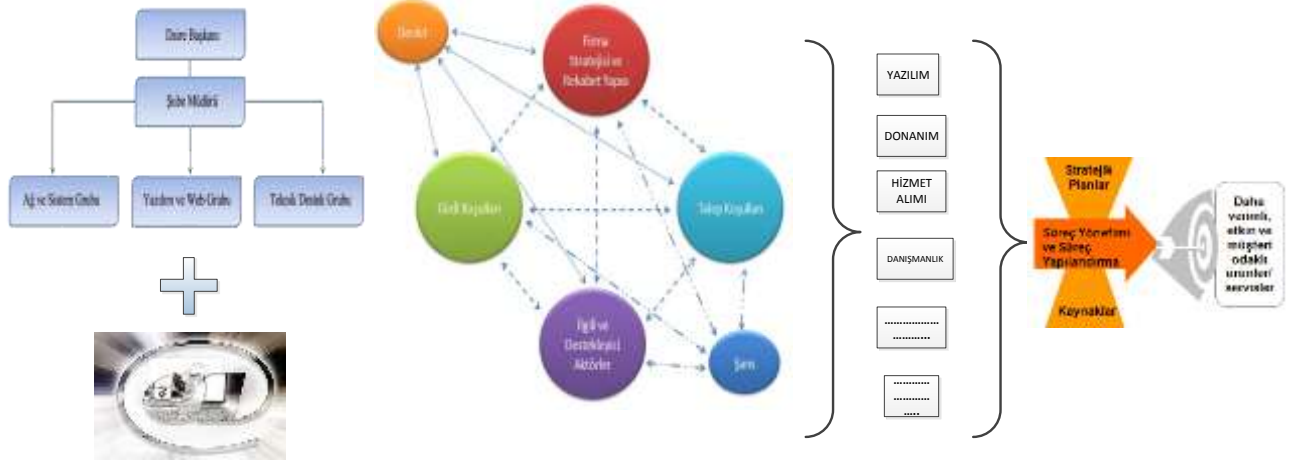 Daire Başkanı
Şube Müdürü
Ağ ve Sistem Grubu
Yazılım ve Web Grubu
Teknik Destek Grubu
Devlet
Firma
Stratejisi ve
Rekabet Yapısı
Girdi Koşulları
Talep Koşulları
İlgili ve
Destekleyici
Aktörler
Şans
YAZILIM
DONANIM
HİZMET
ALIMI
DANIŞMANLIK
………………
…………
…………
…………
…..
Stratejik
Planlar
Süreç Yönetimi
ve Süreç
Yapılandırma
Kaynaklar
Daha
verimli,
etkin ve
müşteri
odaklı
ürünler/
servisler